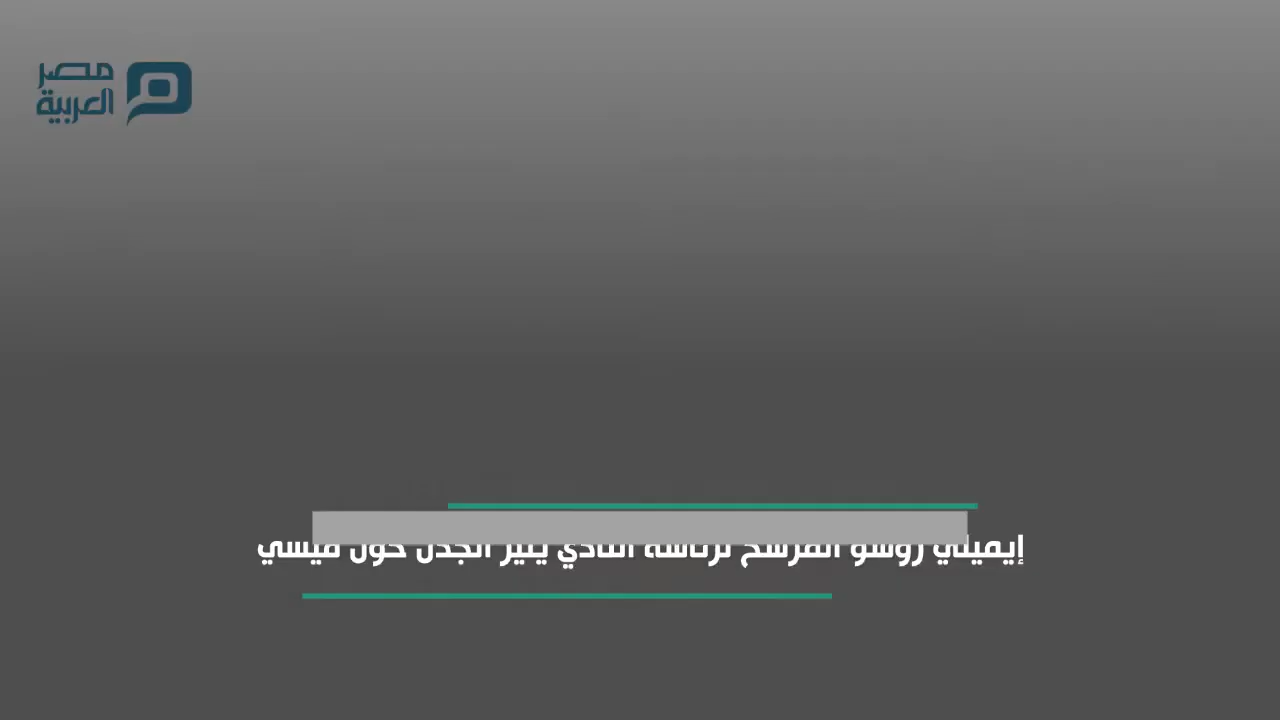 مصر
العربية
إيميلي روسو المرشح لرئاسة النادي يثير الجدل حول ميسي